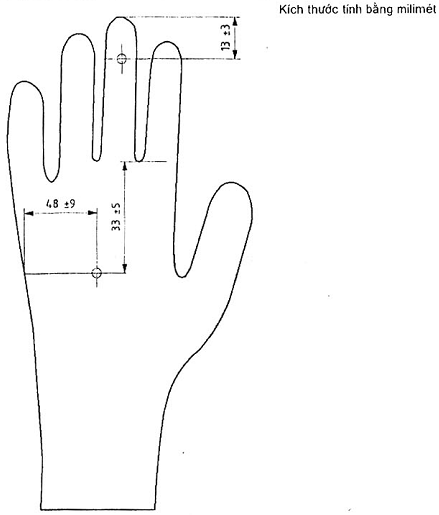 Kích thước tính bằng milimét
13 ±3
48 ±9
33 ±5